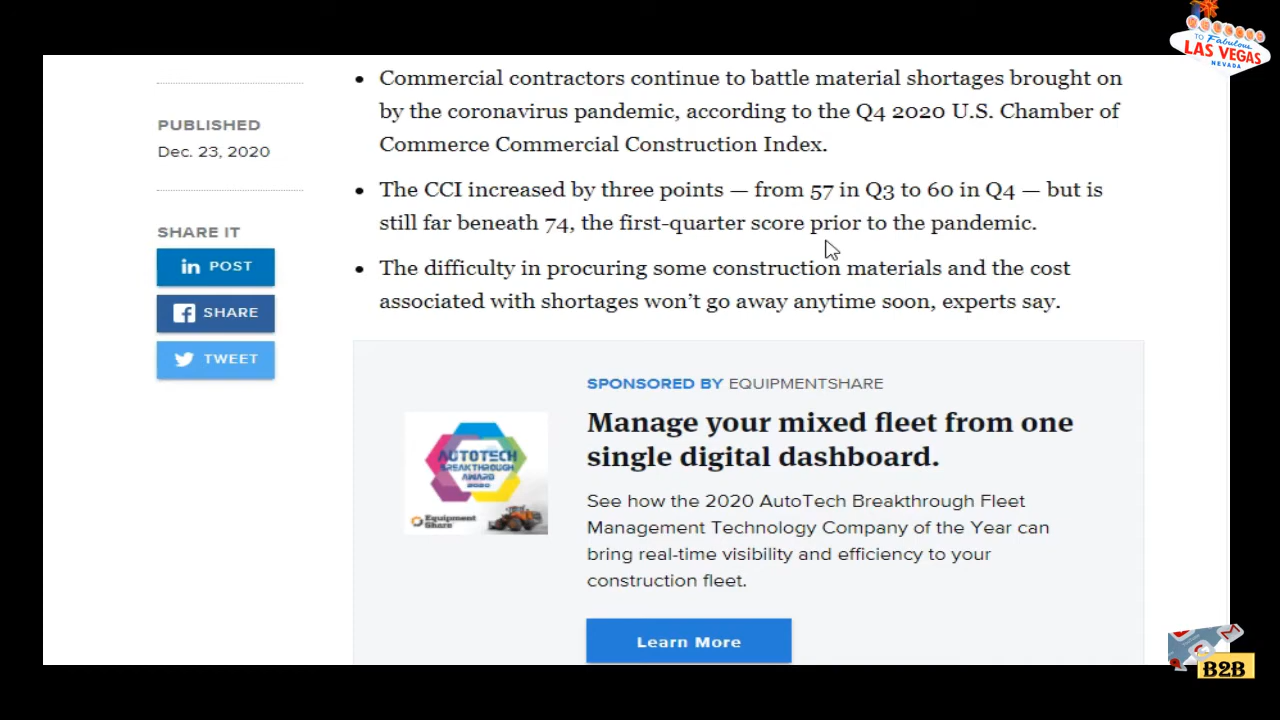 WELCOME
TO Fabulous
LAS VEGAS
NEVADA
PUBLISHED
Dec. 23, 2020
SHARE IT
in POST
SHARE
TWEET
• Commercial contractors continue to battle material shortages brought on
by the coronavirus pandemic, according to the Q4 2020 U.S. Chamber of
Commerce Commercial Construction Index.
• The CCI increased by three points — from 57 in Q3 to 60 in Q4 — but is
still far beneath 74, the first-quarter score prior to the pandemic.
• The difficulty in procuring some construction materials and the cost
associated with shortages won’t go away anytime soon, experts say.
AUTOTECH
BREAKTHROUGH
AWARD
2020
Equipment
Share
SPONSORED BY EQUIPMENTSHARE
Manage your mixed fleet from one
single digital dashboard.
See how the 2020 AutoTech Breakthrough Fleet
Management Technology Company of the Year can
bring real-time visibility and efficiency to your
construction fleet.
Learn More
B2B